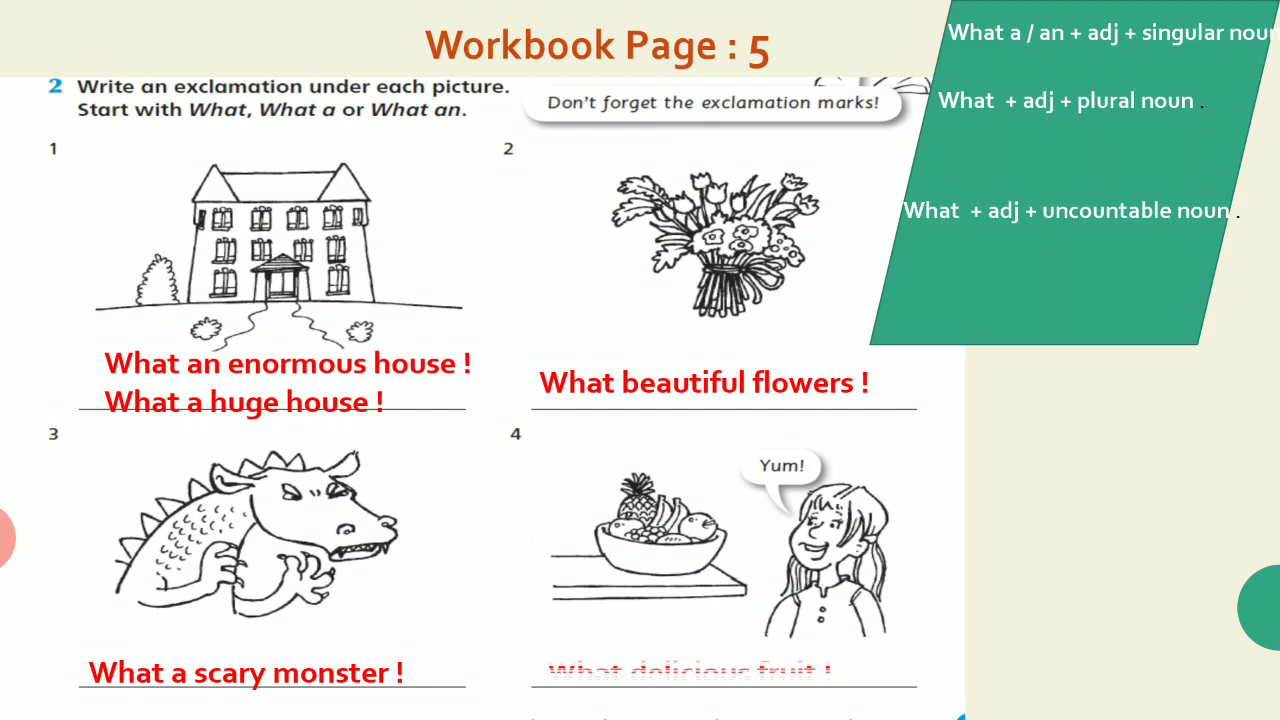 Workbook Page : 5
What a / an + adj + singular noun
What + adj + plural noun .
What + adj + uncountable noun .
2 Write an exclamation under each picture.
Start with What, What a or What an.
Don't forget the exclamation marks!
1
2
What an enormous house !
What a huge house !
What beautiful flowers !
3
4
Yum!
What a scary monster !
What delicious fruit !